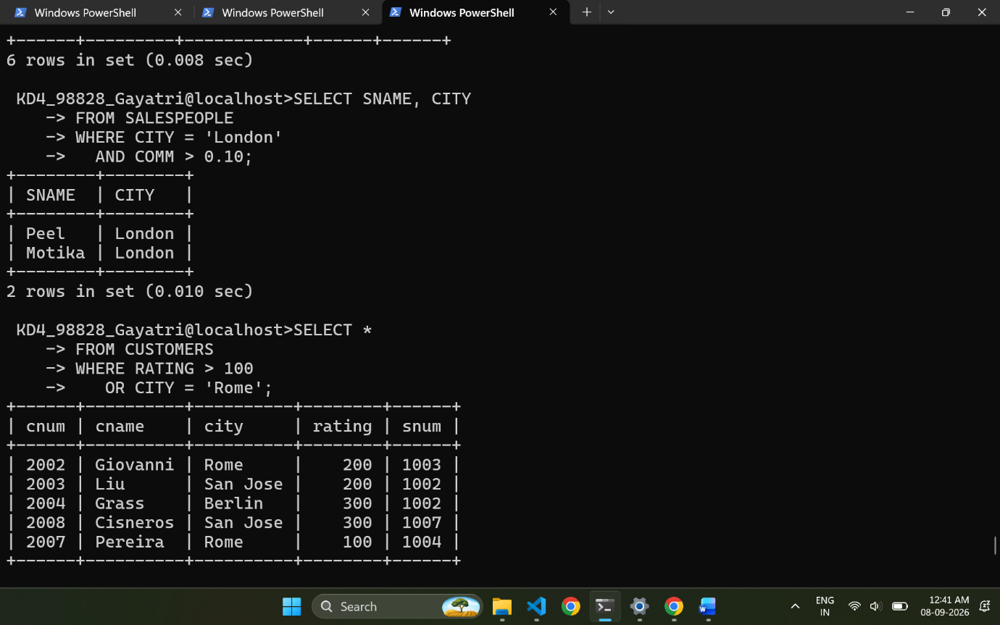 Windows PowerShell
Windows PowerShell
Windows PowerShell
+------+---------+------------+------+------+
6 rows in set (0.008 sec)
KD4_98828_Gayatri@localhost>SELECT SNAME, CITY
    -> FROM SALESPEOPLE
    -> WHERE CITY = 'London'
    ->   AND COMM > 0.10;
+--------+--------+
| SNAME  | CITY   |
+--------+--------+
| Peel   | London |
| Motika | London |
+--------+--------+
2 rows in set (0.010 sec)
KD4_98828_Gayatri@localhost>SELECT *
    -> FROM CUSTOMERS
    -> WHERE RATING > 100
    ->    OR CITY = 'Rome';
+------+----------+----------+--------+------+
| cnum | cname    | city     | rating | snum |
+------+----------+----------+--------+------+
| 2002 | Giovanni | Rome     |    200 | 1003 |
| 2003 | Liu      | San Jose |    200 | 1002 |
| 2004 | Grass    | Berlin   |    300 | 1002 |
| 2008 | Cisneros | San Jose |    300 | 1007 |
| 2007 | Pereira  | Rome     |    100 | 1004 |
+------+----------+----------+--------+------+
Search
ENG
IN
12:41 AM
08-09-2026